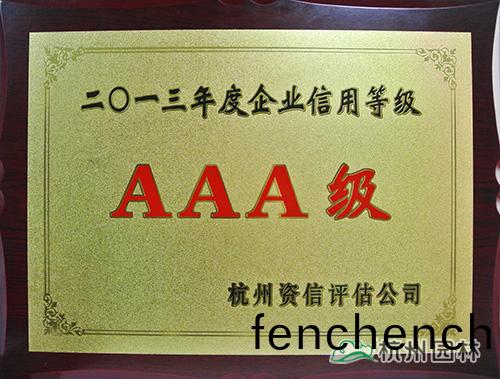 二〇一三年度企业信用等级
AAA级
杭州资信评估公司
fenchench
杭州园林